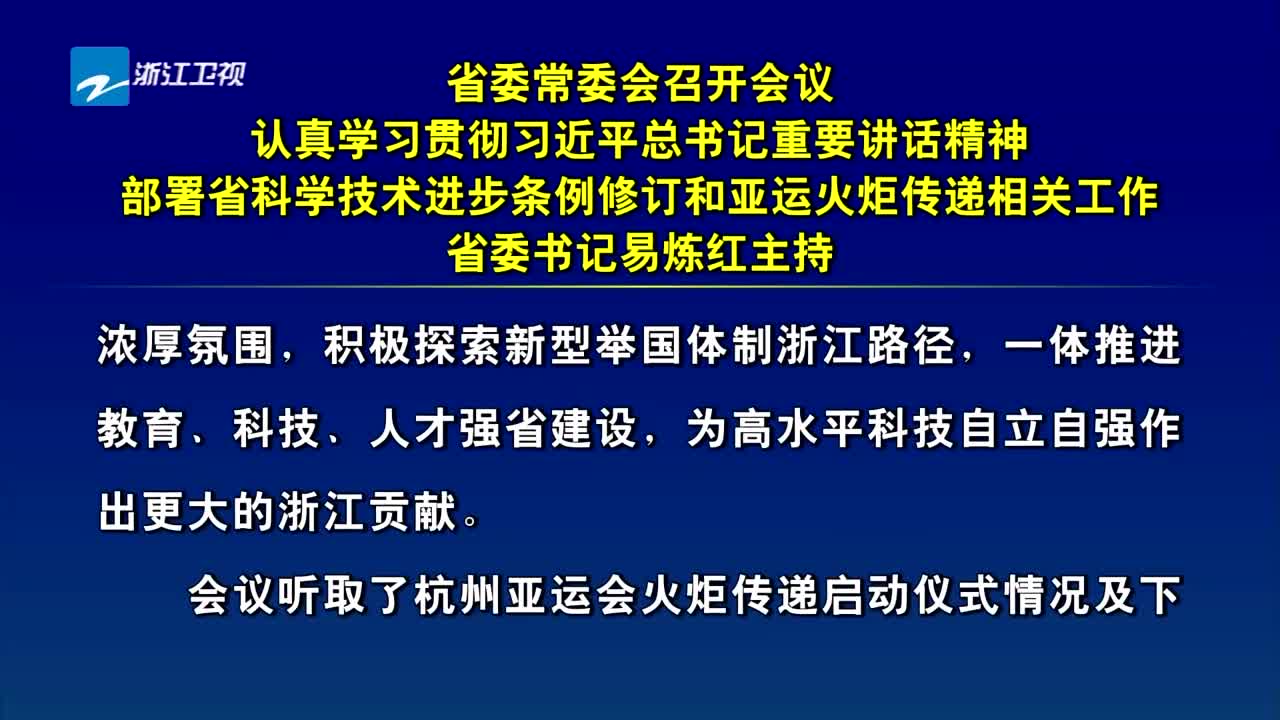 浙江卫视
省委常委会召开会议
认真学习贯彻习近平总书记重要讲话精神
部署省科学技术进步条例修订和亚运火炬传递相关工作
省委书记易炼红主持
浓厚氛围，积极探索新型举国体制浙江路径，一体推进
教育、科技、人才强省建设，为高水平科技自立自强作
出更大的浙江贡献。
会议听取了杭州亚运会火炬传递启动仪式情况及下